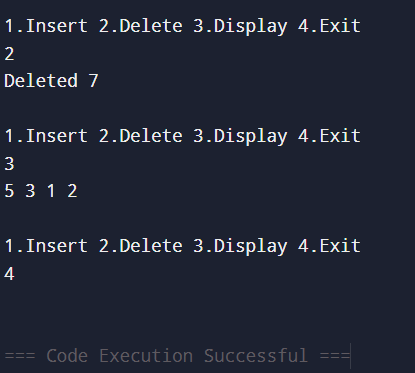 1.Insert 2.Delete 3.Display 4.Exit
2
Deleted 7
1.Insert 2.Delete 3.Display 4.Exit
3
5 3 1 2
1.Insert 2.Delete 3.Display 4.Exit
4
=== Code Execution Successful ===